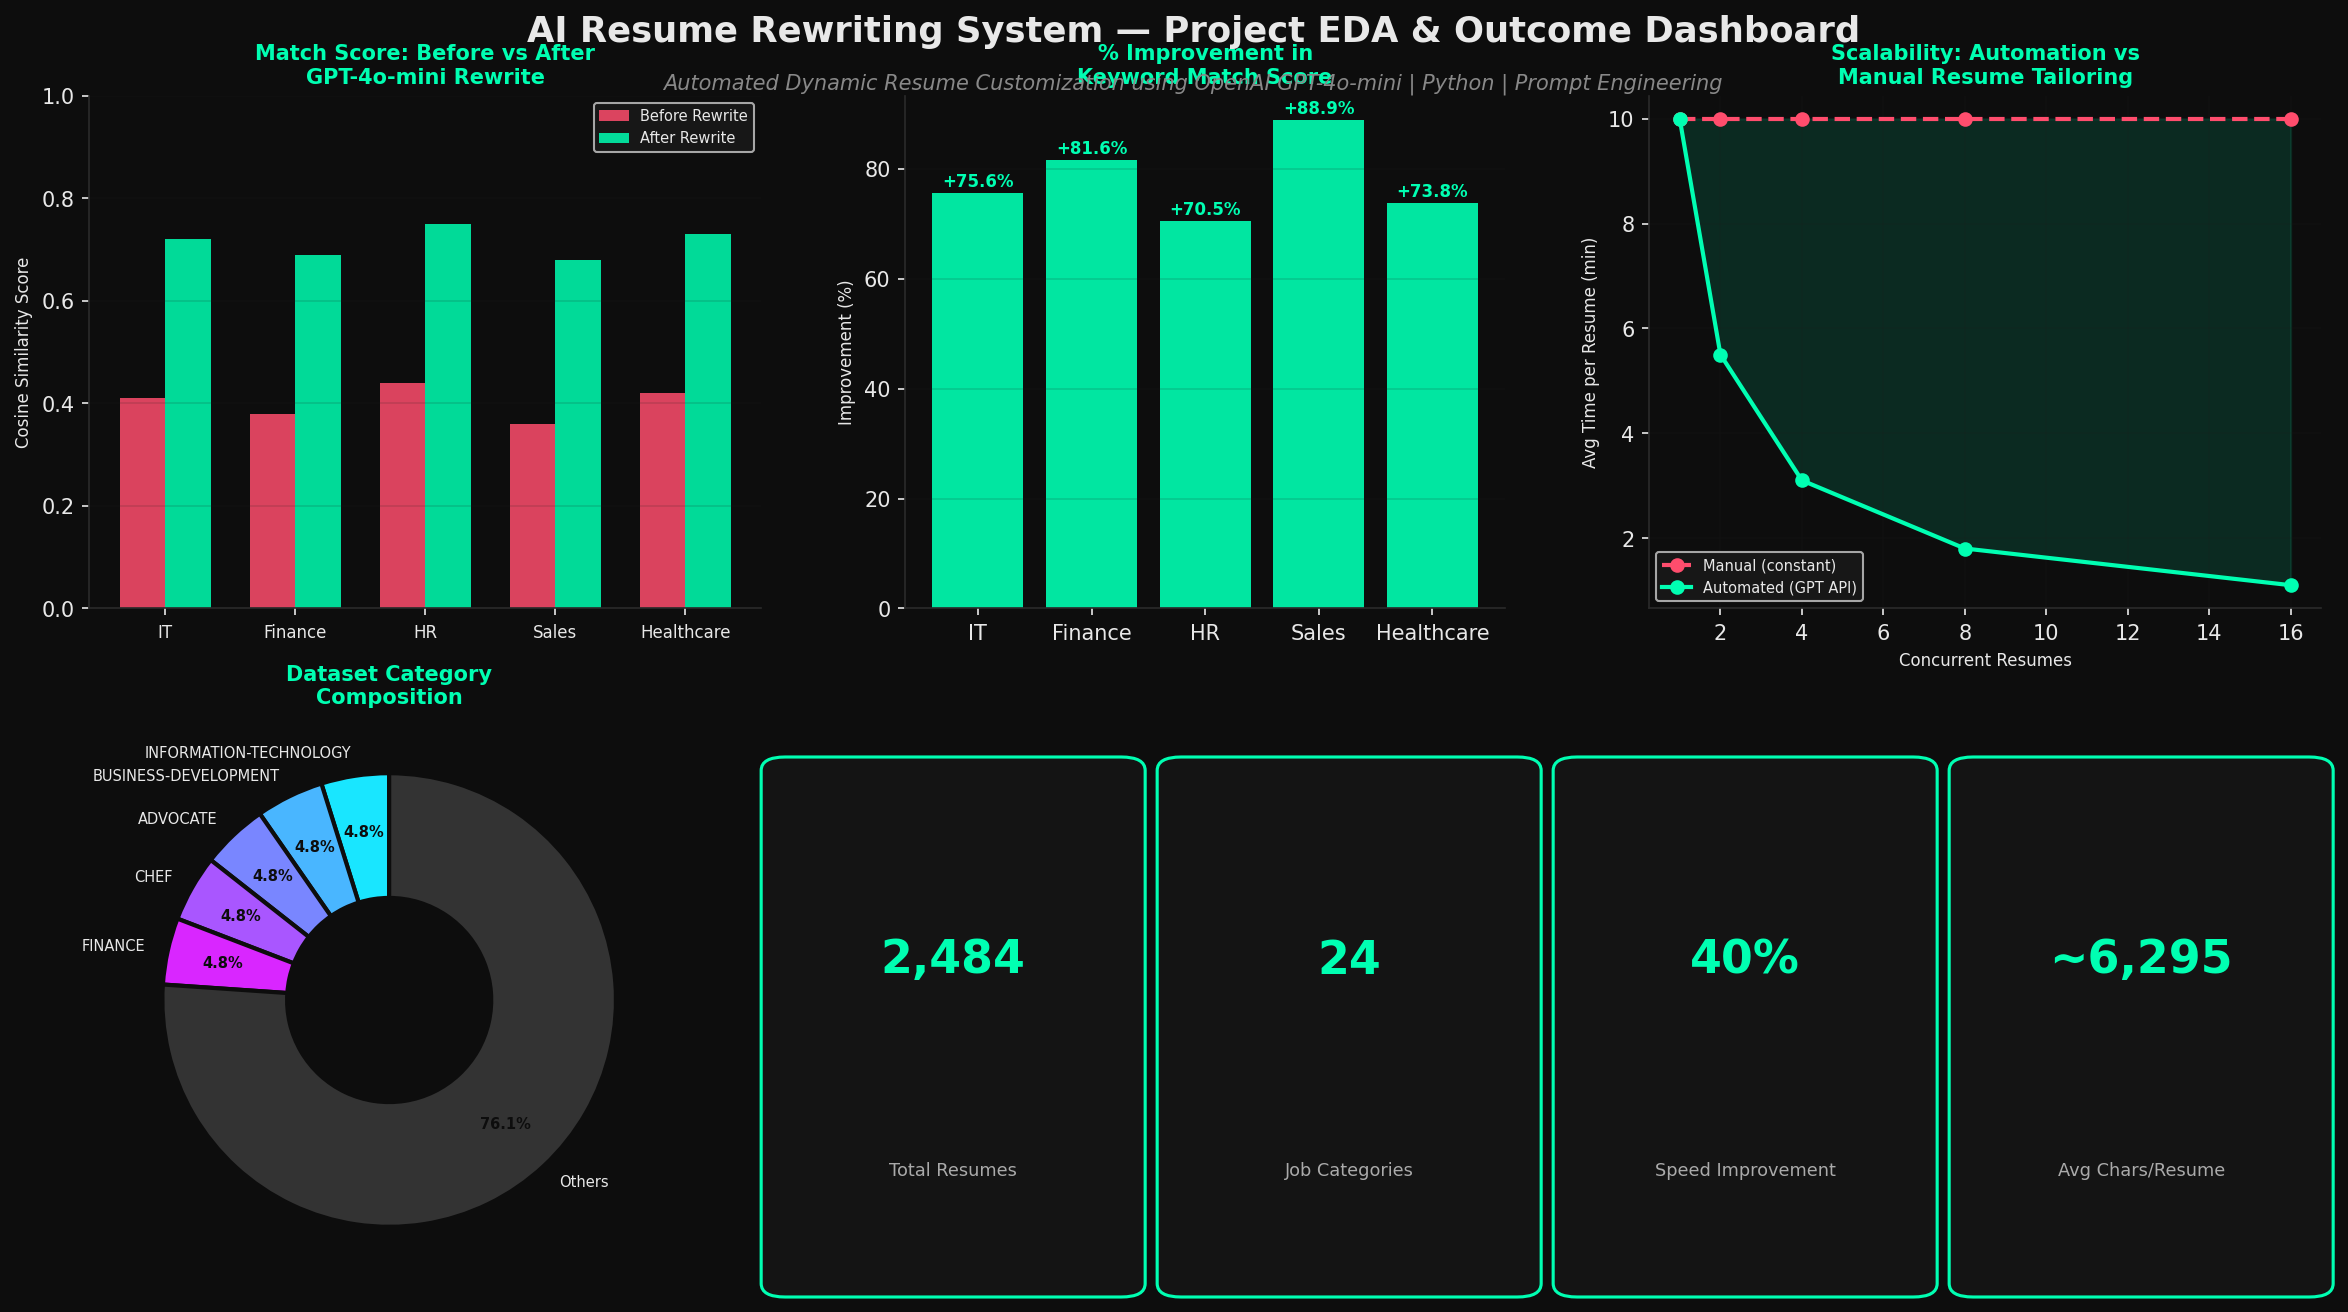 AI Resume Rewriting System — Project EDA & Outcome Dashboard
Automated Dynamic Resume Customization using OpenAI GPT-4o-mini | Python | Prompt Engineering
Match Score: Before vs After
GPT-4o-mini Rewrite
Cosine Similarity Score
1.0
0.8
0.6
0.4
0.2
0.0
Before Rewrite
After Rewrite
IT Finance HR Sales Healthcare
% Improvement in
Keyword Match Score
Improvement (%)
80
60
40
20
0
+75.6%
+81.6%
+70.5%
+88.9%
+73.8%
IT Finance HR Sales Healthcare
Scalability: Automation vs
Manual Resume Tailoring
Avg Time per Resume (min)
10
8
6
4
2
Manual (constant)
Automated (GPT API)
2 4 6 8 10 12 14 16
Concurrent Resumes
Dataset Category
Composition
INFORMATION-TECHNOLOGY
BUSINESS-DEVELOPMENT
ADVOCATE
CHEF
FINANCE
Others
4.8%
4.8%
4.8%
4.8%
4.8%
76.1%
2,484
Total Resumes
24
Job Categories
40%
Speed Improvement
~6,295
Avg Chars/Resume